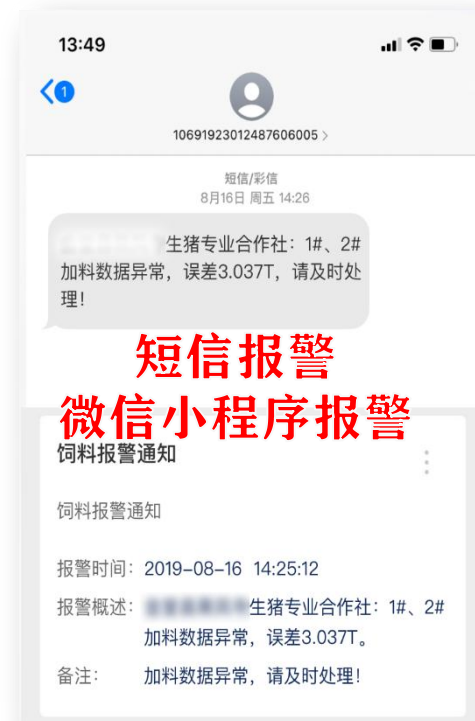 13:49
1
10691923012487606005 >
短信/彩信
8月16日 周五 14:26
生猪专业合作社：1#、2#
加料数据异常，误差3.037T，请及时处
理！
短信报警
微信小程序报警
饲料报警通知
饲料报警通知
报警时间：2019-08-16 14:25:12
报警概述：生猪专业合作社：1#、2#
加料数据异常，误差3.037T。
备注：加料数据异常，请及时处理！